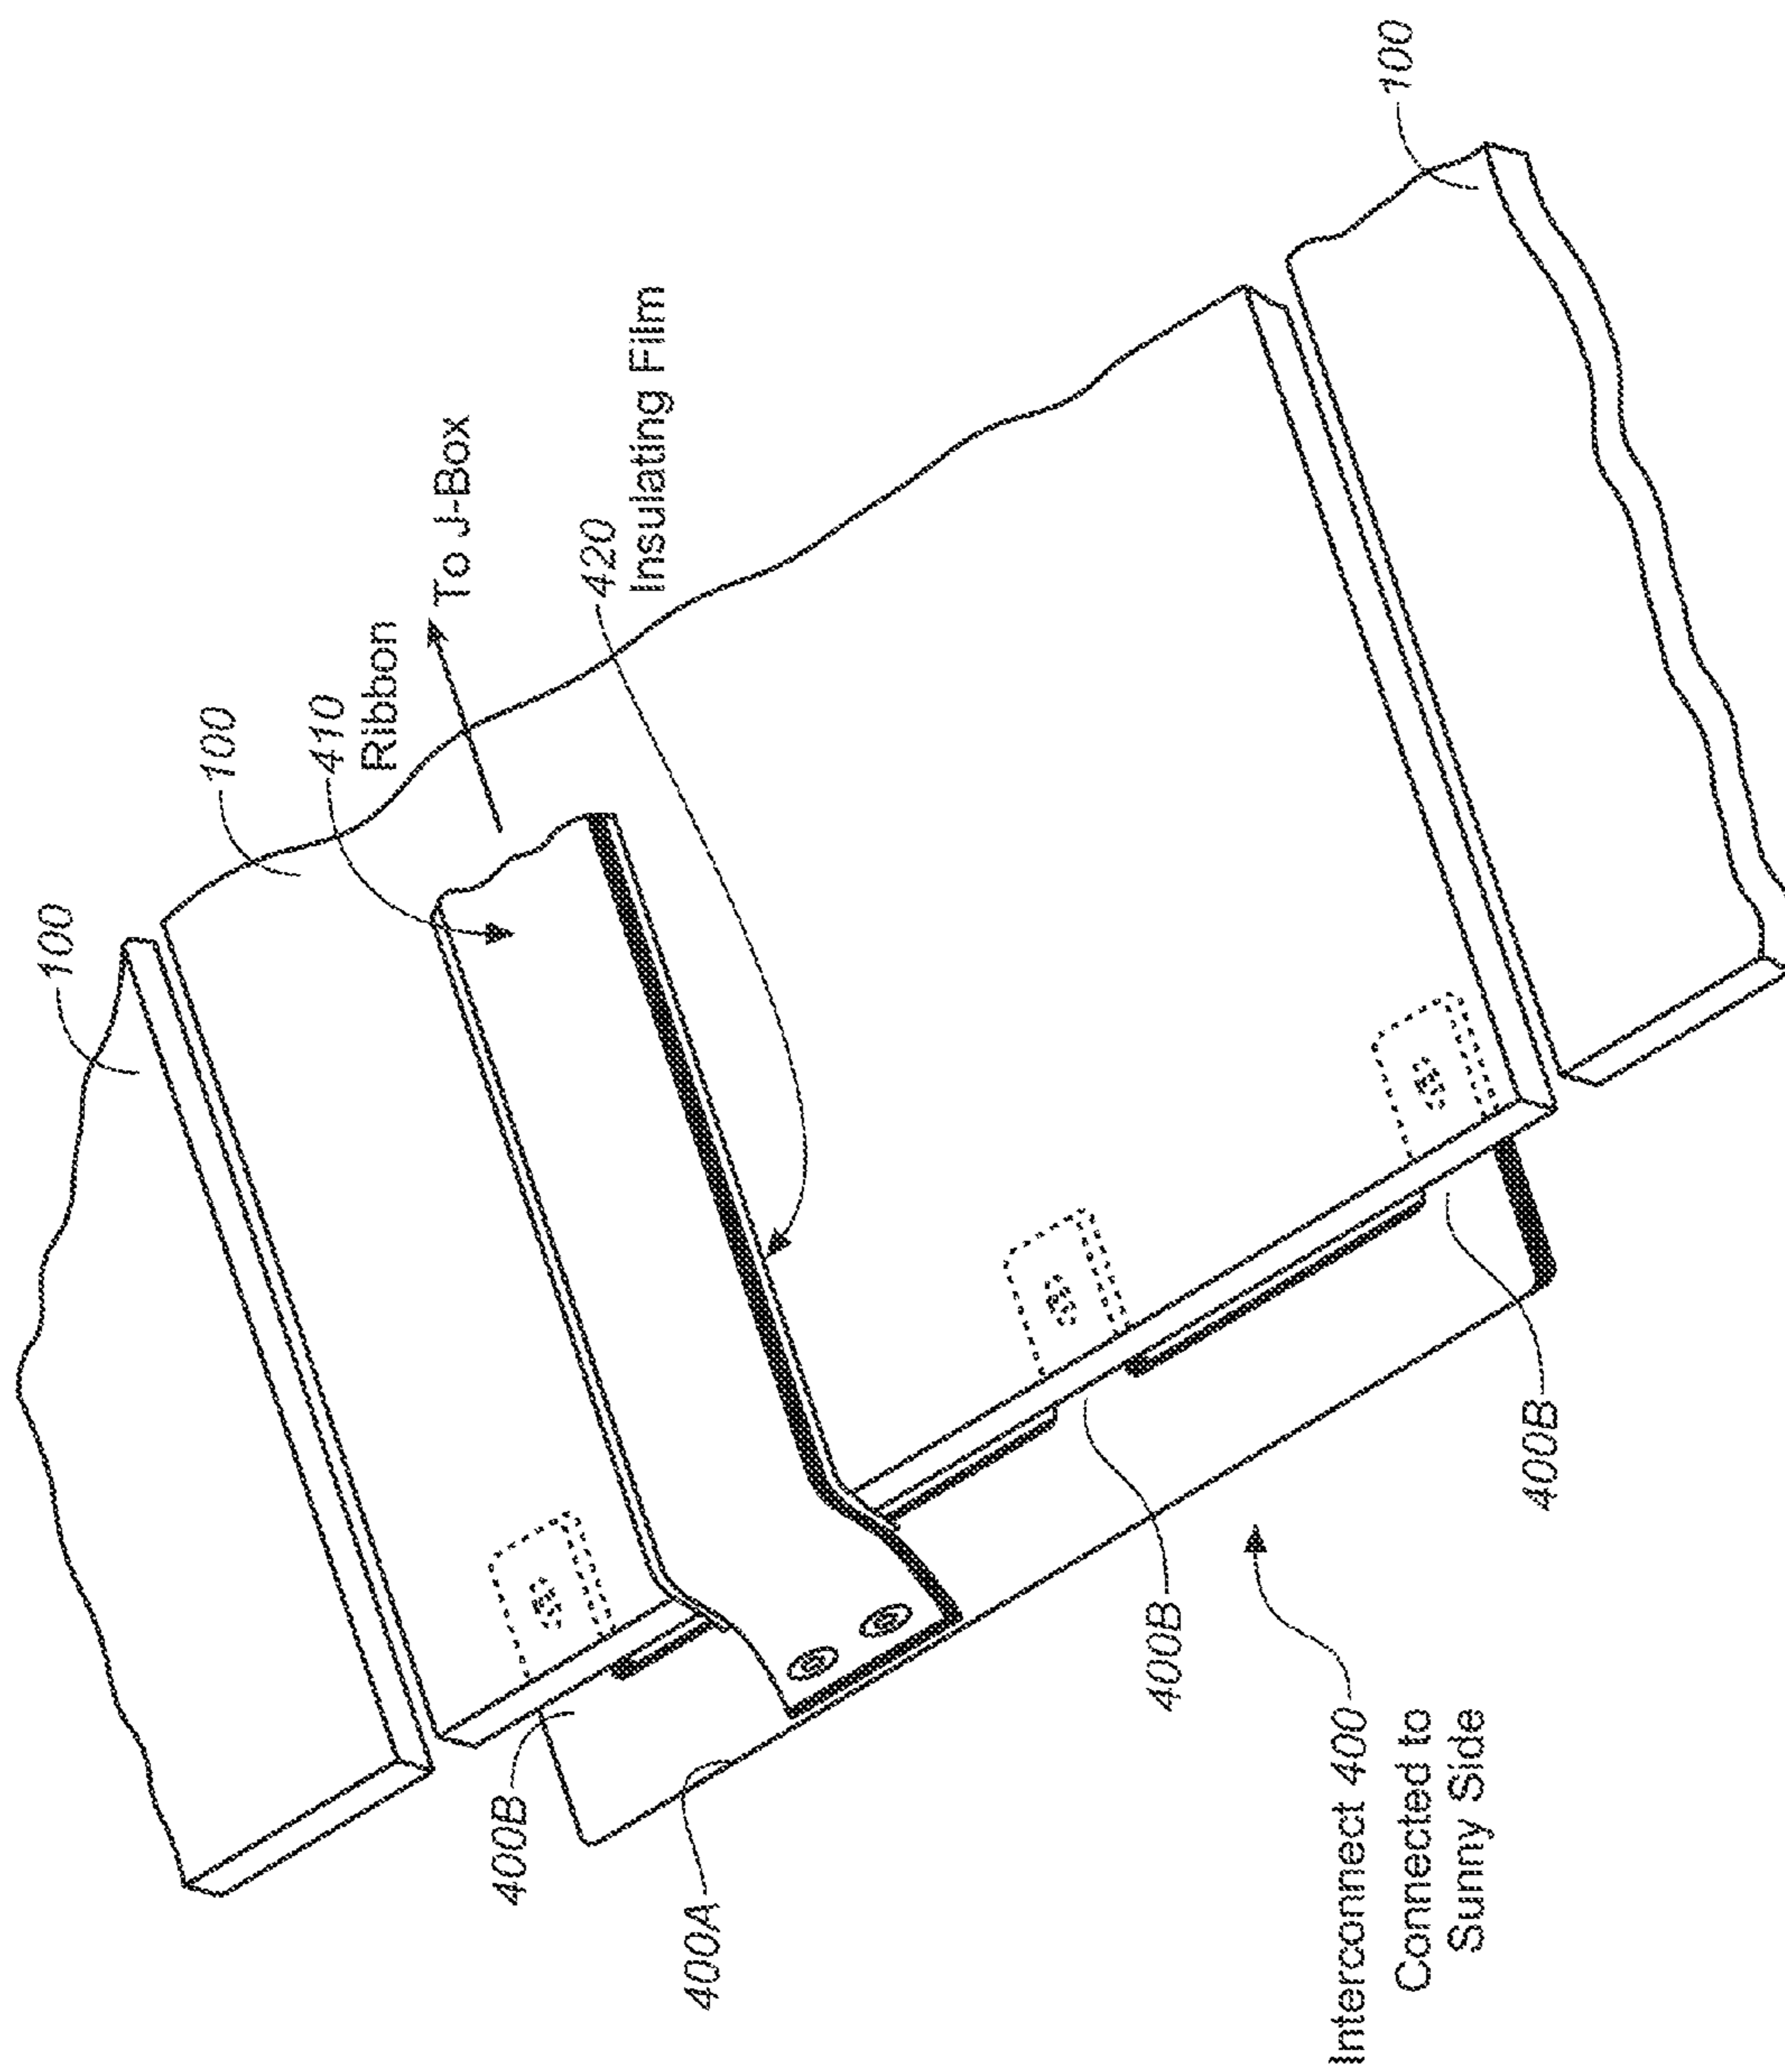 100
100
410
Ribbon
To J-Box
420
Insulating Film
100
400B
400A
400B
400B
Interconnect 400
Connected to
Sunny Side